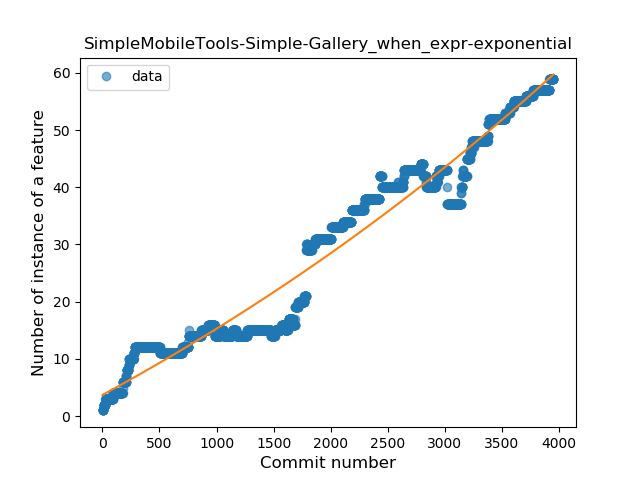 SimpleMobileTools-Simple-Gallery_when_expr-exponential
data
Number of instance of a feature
60
50
40
30
20
10
0
0 500 1000 1500 2000 2500 3000 3500 4000
Commit number